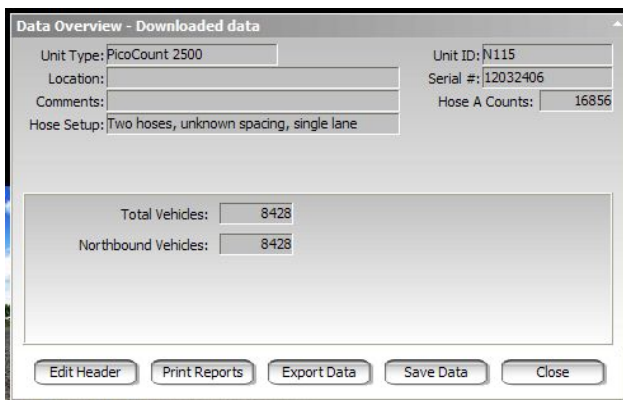 Data Overview - Downloaded data
Unit Type: PicoCount 2500 Unit ID: N115
Location: Serial #: 12032406
Comments: Hose A Counts: 16856
Hose Setup: Two hoses, unknown spacing, single lane
Total Vehicles: 8428
Northbound Vehicles: 8428
Edit Header Print Reports Export Data Save Data Close